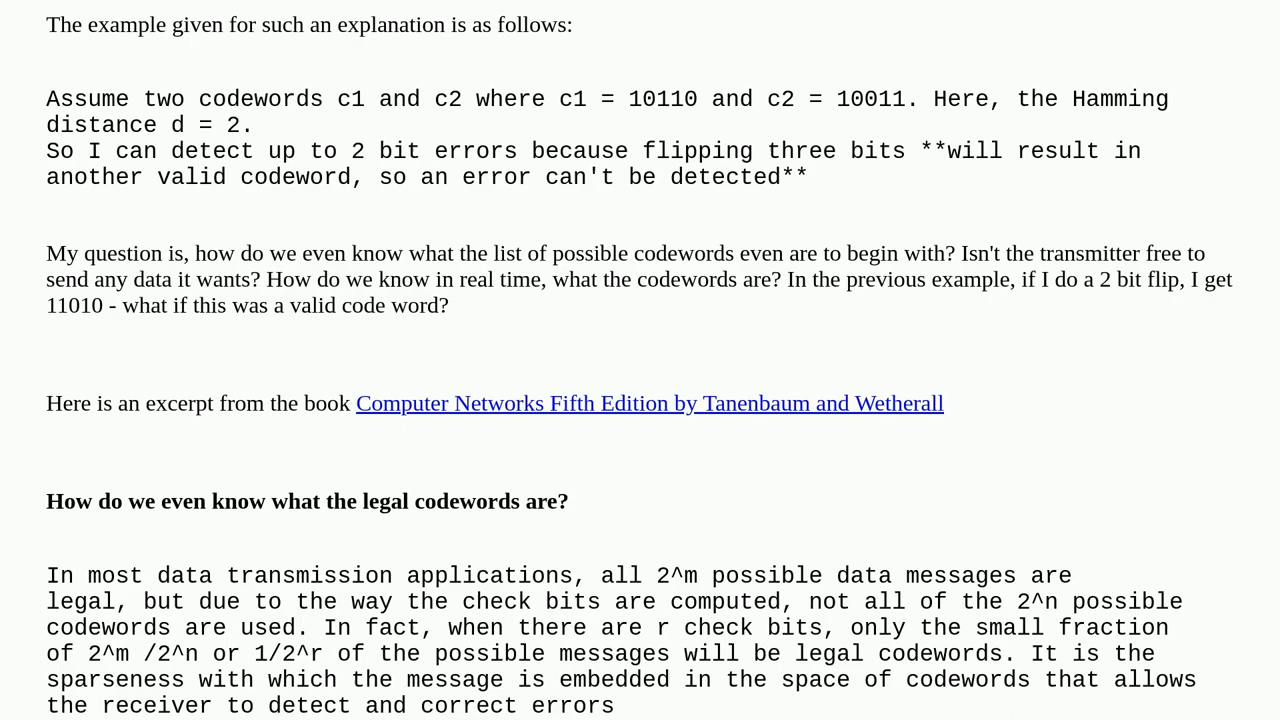 The example given for such an explanation is as follows:
Assume two codewords c1 and c2 where c1 = 10110 and c2 = 10011. Here, the Hamming
distance d = 2.
So I can detect up to 2 bit errors because flipping three bits **will result in
another valid codeword, so an error can't be detected**
My question is, how do we even know what the list of possible codewords even are to begin with? Isn't the transmitter free to
send any data it wants? How do we know in real time, what the codewords are? In the previous example, if I do a 2 bit flip, I get
11010 - what if this was a valid code word?
Here is an excerpt from the book Computer Networks Fifth Edition by Tanenbaum and Wetherall
How do we even know what the legal codewords are?
In most data transmission applications, all 2^m possible data messages are
legal, but due to the way the check bits are computed, not all of the 2^n possible
codewords are used. In fact, when there are r check bits, only the small fraction
of 2^m /2^n or 1/2^r of the possible messages will be legal codewords. It is the
sparseness with which the message is embedded in the space of codewords that allows
the receiver to detect and correct errors